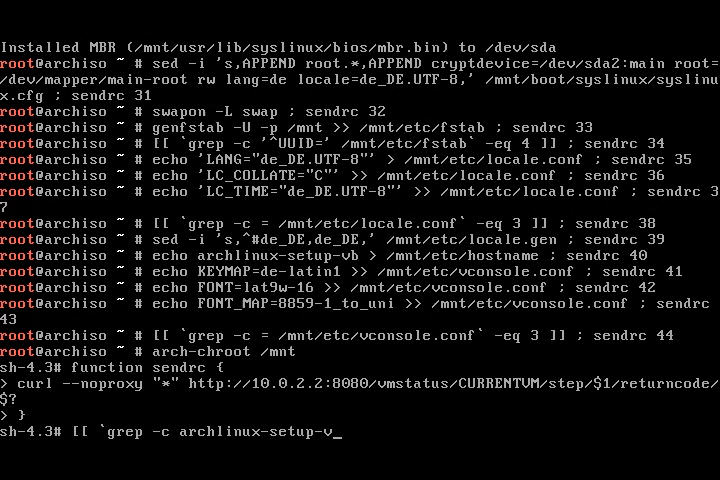 Installed MBR (/mnt/usr/lib/syslinux/bios/mbr.bin) to /dev/sda
root@archiso ~ # sed -i 's,APPEND root.*,APPEND cryptdevice=/dev/sda2:main root=
/dev/mapper/main-root rw lang=de locale=de_DE.UTF-8,' /mnt/boot/syslinux/syslinu
x.cfg ; sendrc 31
root@archiso ~ # swapon -L swap ; sendrc 32
root@archiso ~ # genfstab -U -p /mnt >> /mnt/etc/fstab ; sendrc 33
root@archiso ~ # [[ `grep -c '^UUID=' /mnt/etc/fstab` -eq 4 ]] ; sendrc 34
root@archiso ~ # echo 'LANG="de_DE.UTF-8"' > /mnt/etc/locale.conf ; sendrc 35
root@archiso ~ # echo 'LC_COLLATE="C"' >> /mnt/etc/locale.conf ; sendrc 36
root@archiso ~ # echo 'LC_TIME="de_DE.UTF-8"' >> /mnt/etc/locale.conf ; sendrc 3
7
root@archiso ~ # [[ `grep -c = /mnt/etc/locale.conf` -eq 3 ]] ; sendrc 38
root@archiso ~ # sed -i 's,^#de_DE,de_DE,' /mnt/etc/locale.gen ; sendrc 39
root@archiso ~ # echo archlinux-setup-vb > /mnt/etc/hostname ; sendrc 40
root@archiso ~ # echo KEYMAP=de-latin1 > /mnt/etc/vconsole.conf ; sendrc 41
root@archiso ~ # echo FONT=lat9w-16 >> /mnt/etc/vconsole.conf ; sendrc 42
root@archiso ~ # echo FONT_MAP=8859-1_to_uni >> /mnt/etc/vconsole.conf ; sendrc
43
root@archiso ~ # [[ `grep -c = /mnt/etc/vconsole.conf` -eq 3 ]] ; sendrc 44
root@archiso ~ # arch-chroot /mnt
sh-4.3# function sendrc {
> curl --noproxy "*" http://10.0.2.2:8080/vmstatus/CURRENTVM/step/$1/returncode/
$?
> }
sh-4.3# [[ `grep -c archlinux-setup-v_